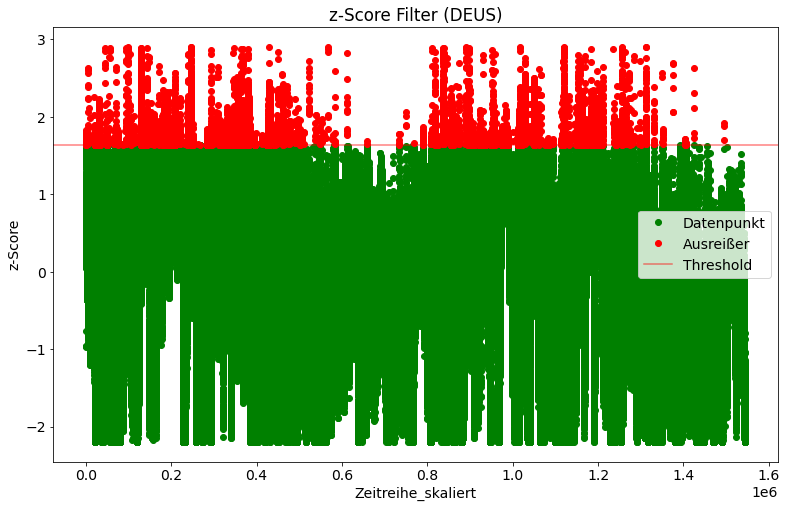 z-Score Filter (DEUS)
3
2
1
0
−1
−2
z-Score
Datenpunkt
Ausreißer
Threshold
0.0 0.2 0.4 0.6 0.8 1.0 1.2 1.4 1.6
1e6
Zeitreihe_skaliert